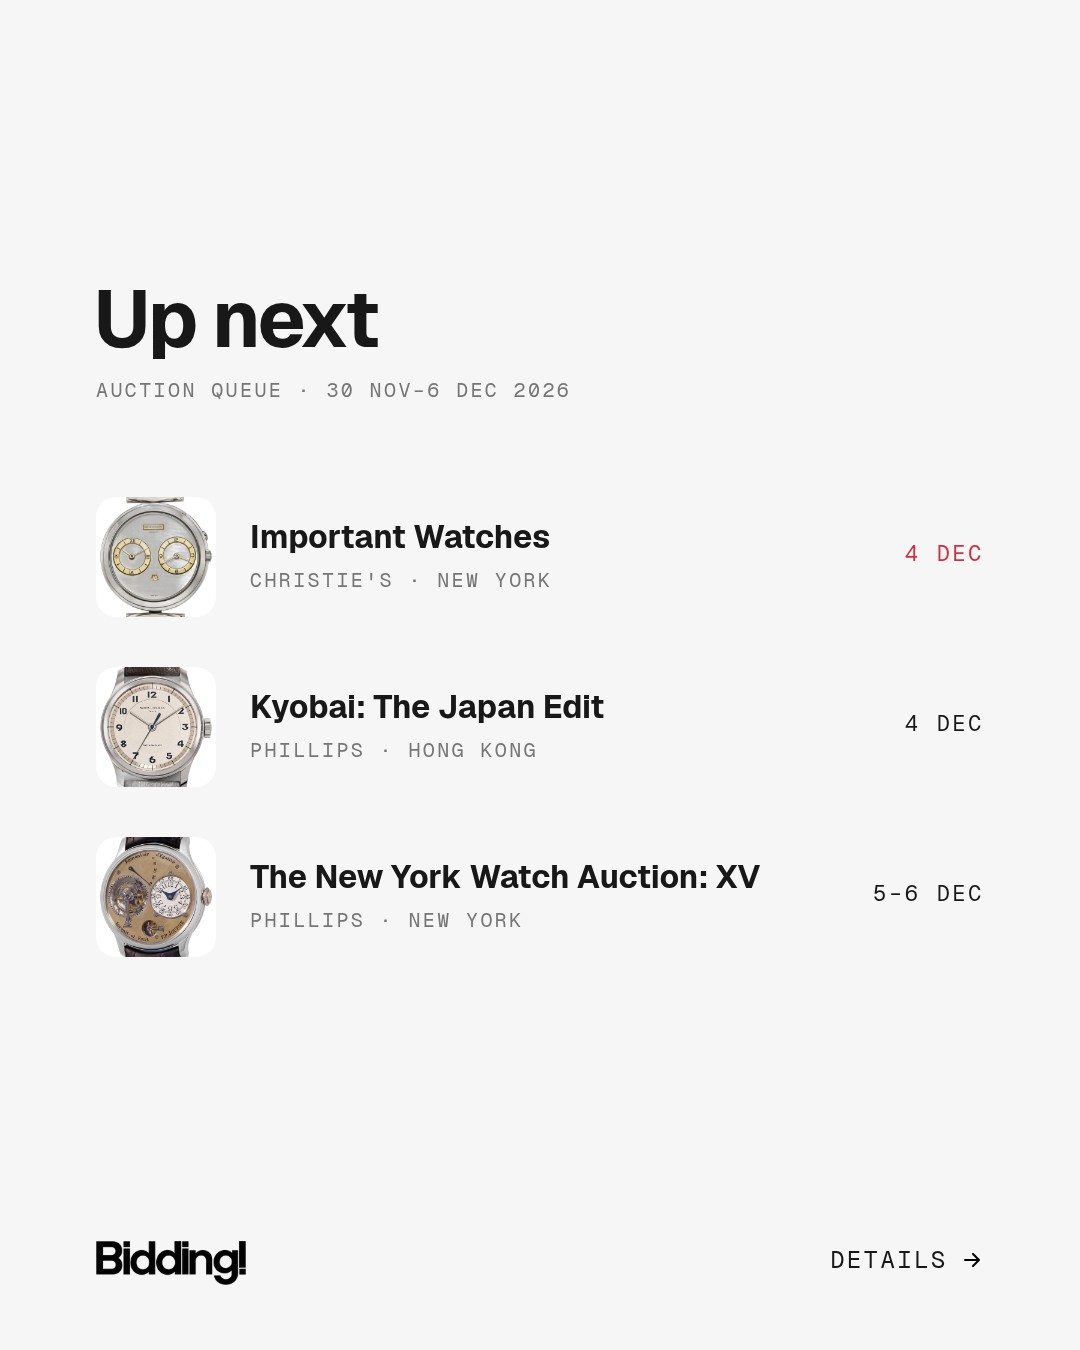 Up next
AUCTION QUEUE · 30 NOV–6 DEC 2026
Important Watches
CHRISTIE'S · NEW YORK
4 DEC
Kyobai: The Japan Edit
PHILLIPS · HONG KONG
4 DEC
The New York Watch Auction: XV
PHILLIPS · NEW YORK
5–6 DEC
Bidding!
DETAILS →